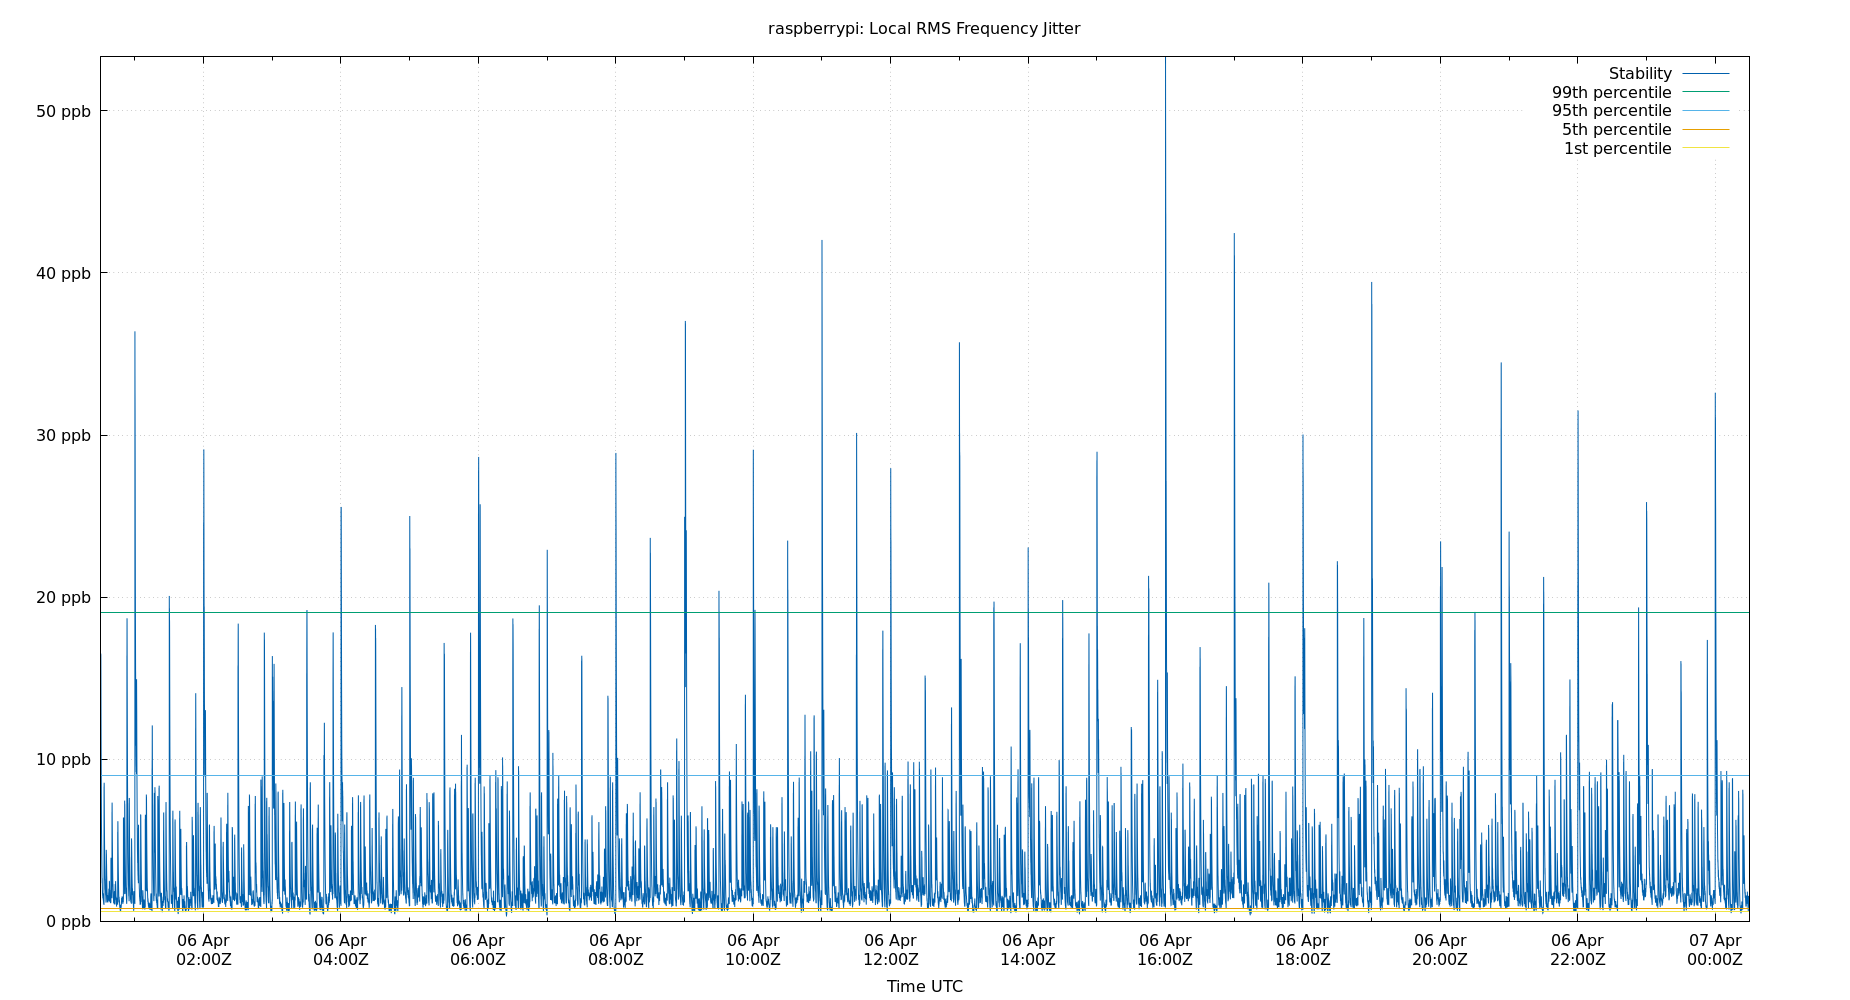 raspberrypi: Local RMS Frequency Jitter
Stability
99th percentile
95th percentile
5th percentile
1st percentile
50 ppb
40 ppb
30 ppb
20 ppb
10 ppb
0 ppb
06 Apr 06 Apr 06 Apr 06 Apr 06 Apr 06 Apr 06 Apr 06 Apr 06 Apr 06 Apr 06 Apr 07 Apr
02:00Z 04:00Z 06:00Z 08:00Z 10:00Z 12:00Z 14:00Z 16:00Z 18:00Z 20:00Z 22:00Z 00:00Z
Time UTC